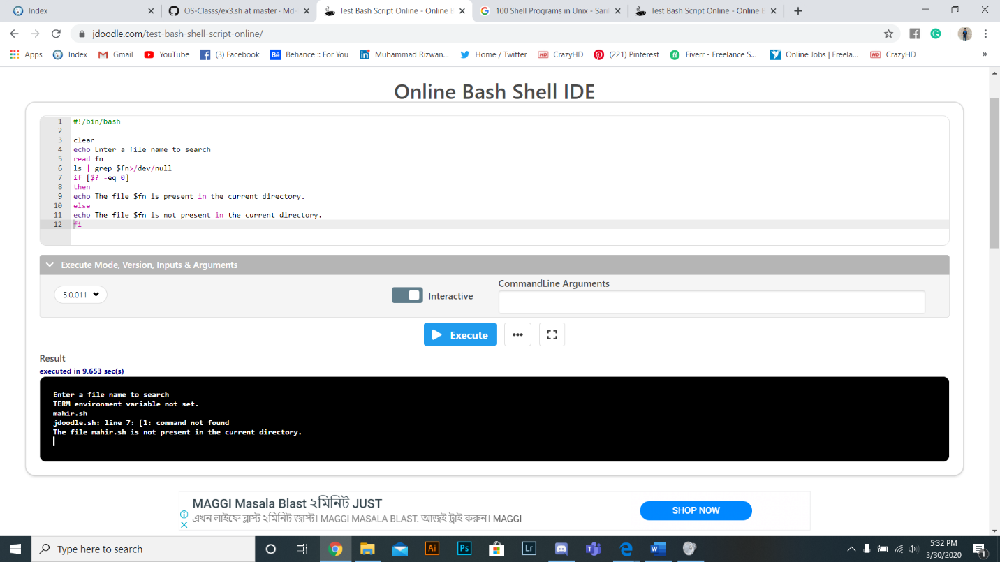 Index
OS-Classs/ex3.sh at master · Md-
Test Bash Script Online - Online B
100 Shell Programs in Unix - Sari
Test Bash Script Online - Online B
jdoodle.com/test-bash-shell-script-online/
Apps
Index
Gmail
YouTube
(3) Facebook
Behance :: For You
Muhammad Rizwan...
Home / Twitter
CrazyHD
(221) Pinterest
Fiverr - Freelance S...
Online Jobs | Freela...
CrazyHD
»
Online Bash Shell IDE
1 #!/bin/bash
2
3 clear
4 echo Enter a file name to search
5 read fn
6 ls | grep $fn>/dev/null
7 if [$? -eq 0]
8 then
9 echo The file $fn is present in the current directory.
10 else
11 echo The file $fn is not present in the current directory.
12 fi
Execute Mode, Version, Inputs & Arguments
CommandLine Arguments
5.0.011
Interactive
Execute
Result
executed in 9.653 sec(s)
Enter a file name to search
TERM environment variable not set.
mahir.sh
jdoodle.sh: line 7: [1: command not found
The file mahir.sh is not present in the current directory.
MAGGI Masala Blast ২মিনিট JUST
এখন লাইফে ব্লাস্ট ২মিনিট জাস্ট। MAGGI MASALA BLAST. আজই ট্রাই করুন। MAGGI
SHOP NOW
Type here to search
Ai
Ps
Lr
5:32 PM
3/30/2020
1